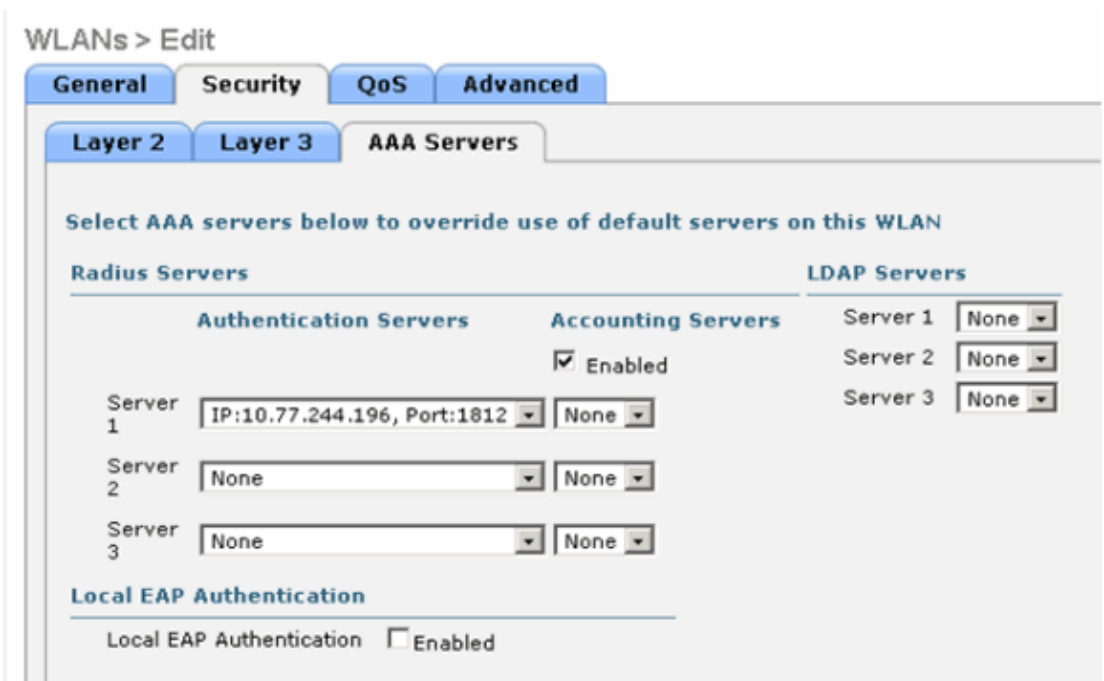 WLANs > Edit
General Security QoS Advanced
Layer 2 Layer 3 AAA Servers
Select AAA servers below to override use of default servers on this WLAN
Radius Servers LDAP Servers
Authentication Servers Accounting Servers Server 1 None
Enabled Server 2 None
Server 1 IP:10.77.244.196, Port:1812 None Server 3 None
Server 2 None None
Server 3 None None
Local EAP Authentication
Local EAP Authentication Enabled